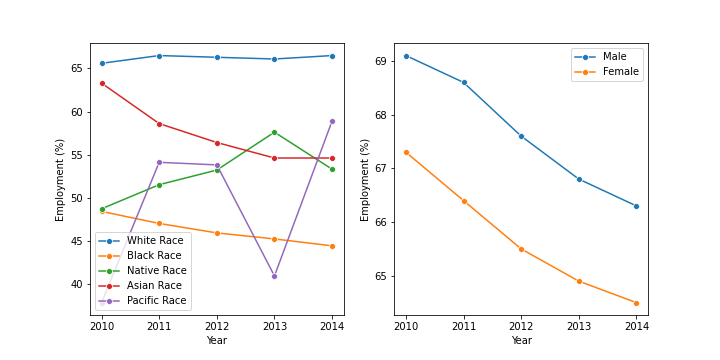 Employment (%)
65
60
55
50
45
40
White Race
Black Race
Native Race
Asian Race
Pacific Race
2010 2011 2012 2013 2014
Year
Employment (%)
69
68
67
66
65
Male
Female
2010 2011 2012 2013 2014
Year